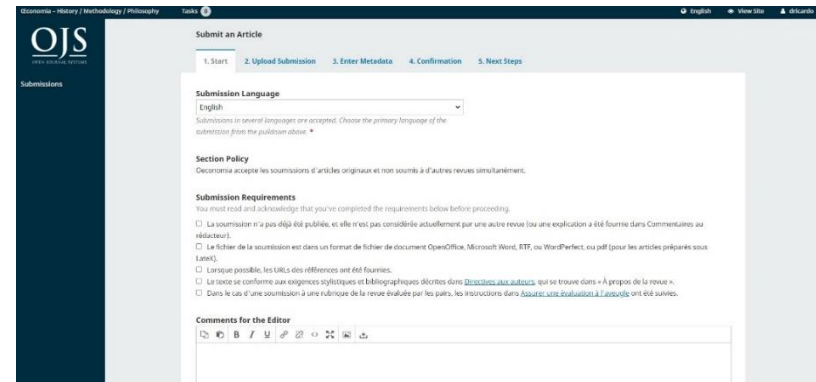 Œconomia – History / Methodology / Philosophy
Tasks 0
English
View Site
dricardo
OJS
OPEN JOURNAL SYSTEMS
Submissions
Submit an Article
1. Start 2. Upload Submission 3. Enter Metadata 4. Confirmation 5. Next Steps
Submission Language
English
Submissions in several languages are accepted. Choose the primary language of the
submission from the pulldown above. *
Section Policy
Oeconomia accepte les soumissions d'articles originaux et non soumis à d'autres revues simultanément.
Submission Requirements
You must read and acknowledge that you've completed the requirements below before proceeding.
La soumission n'a pas déjà été publiée, et elle n'est pas considérée actuellement par une autre revue (ou une explication a été fournie dans Commentaires au
rédacteur).
Le fichier de la soumission est dans un format de fichier de document OpenOffice, Microsoft Word, RTF, ou WordPerfect, ou pdf (pour les articles préparés sous
LateX).
Lorsque possible, les URLs des références ont été fournies.
Le texte se conforme aux exigences stylistiques et bibliographiques décrites dans Directives aux auteurs, qui se trouve dans « À propos de la revue ».
Dans le cas d'une soumission à une rubrique de la revue évaluée par les pairs, les instructions dans Assurer une évaluation à l'aveugle ont été suivies.
Comments for the Editor
B I U